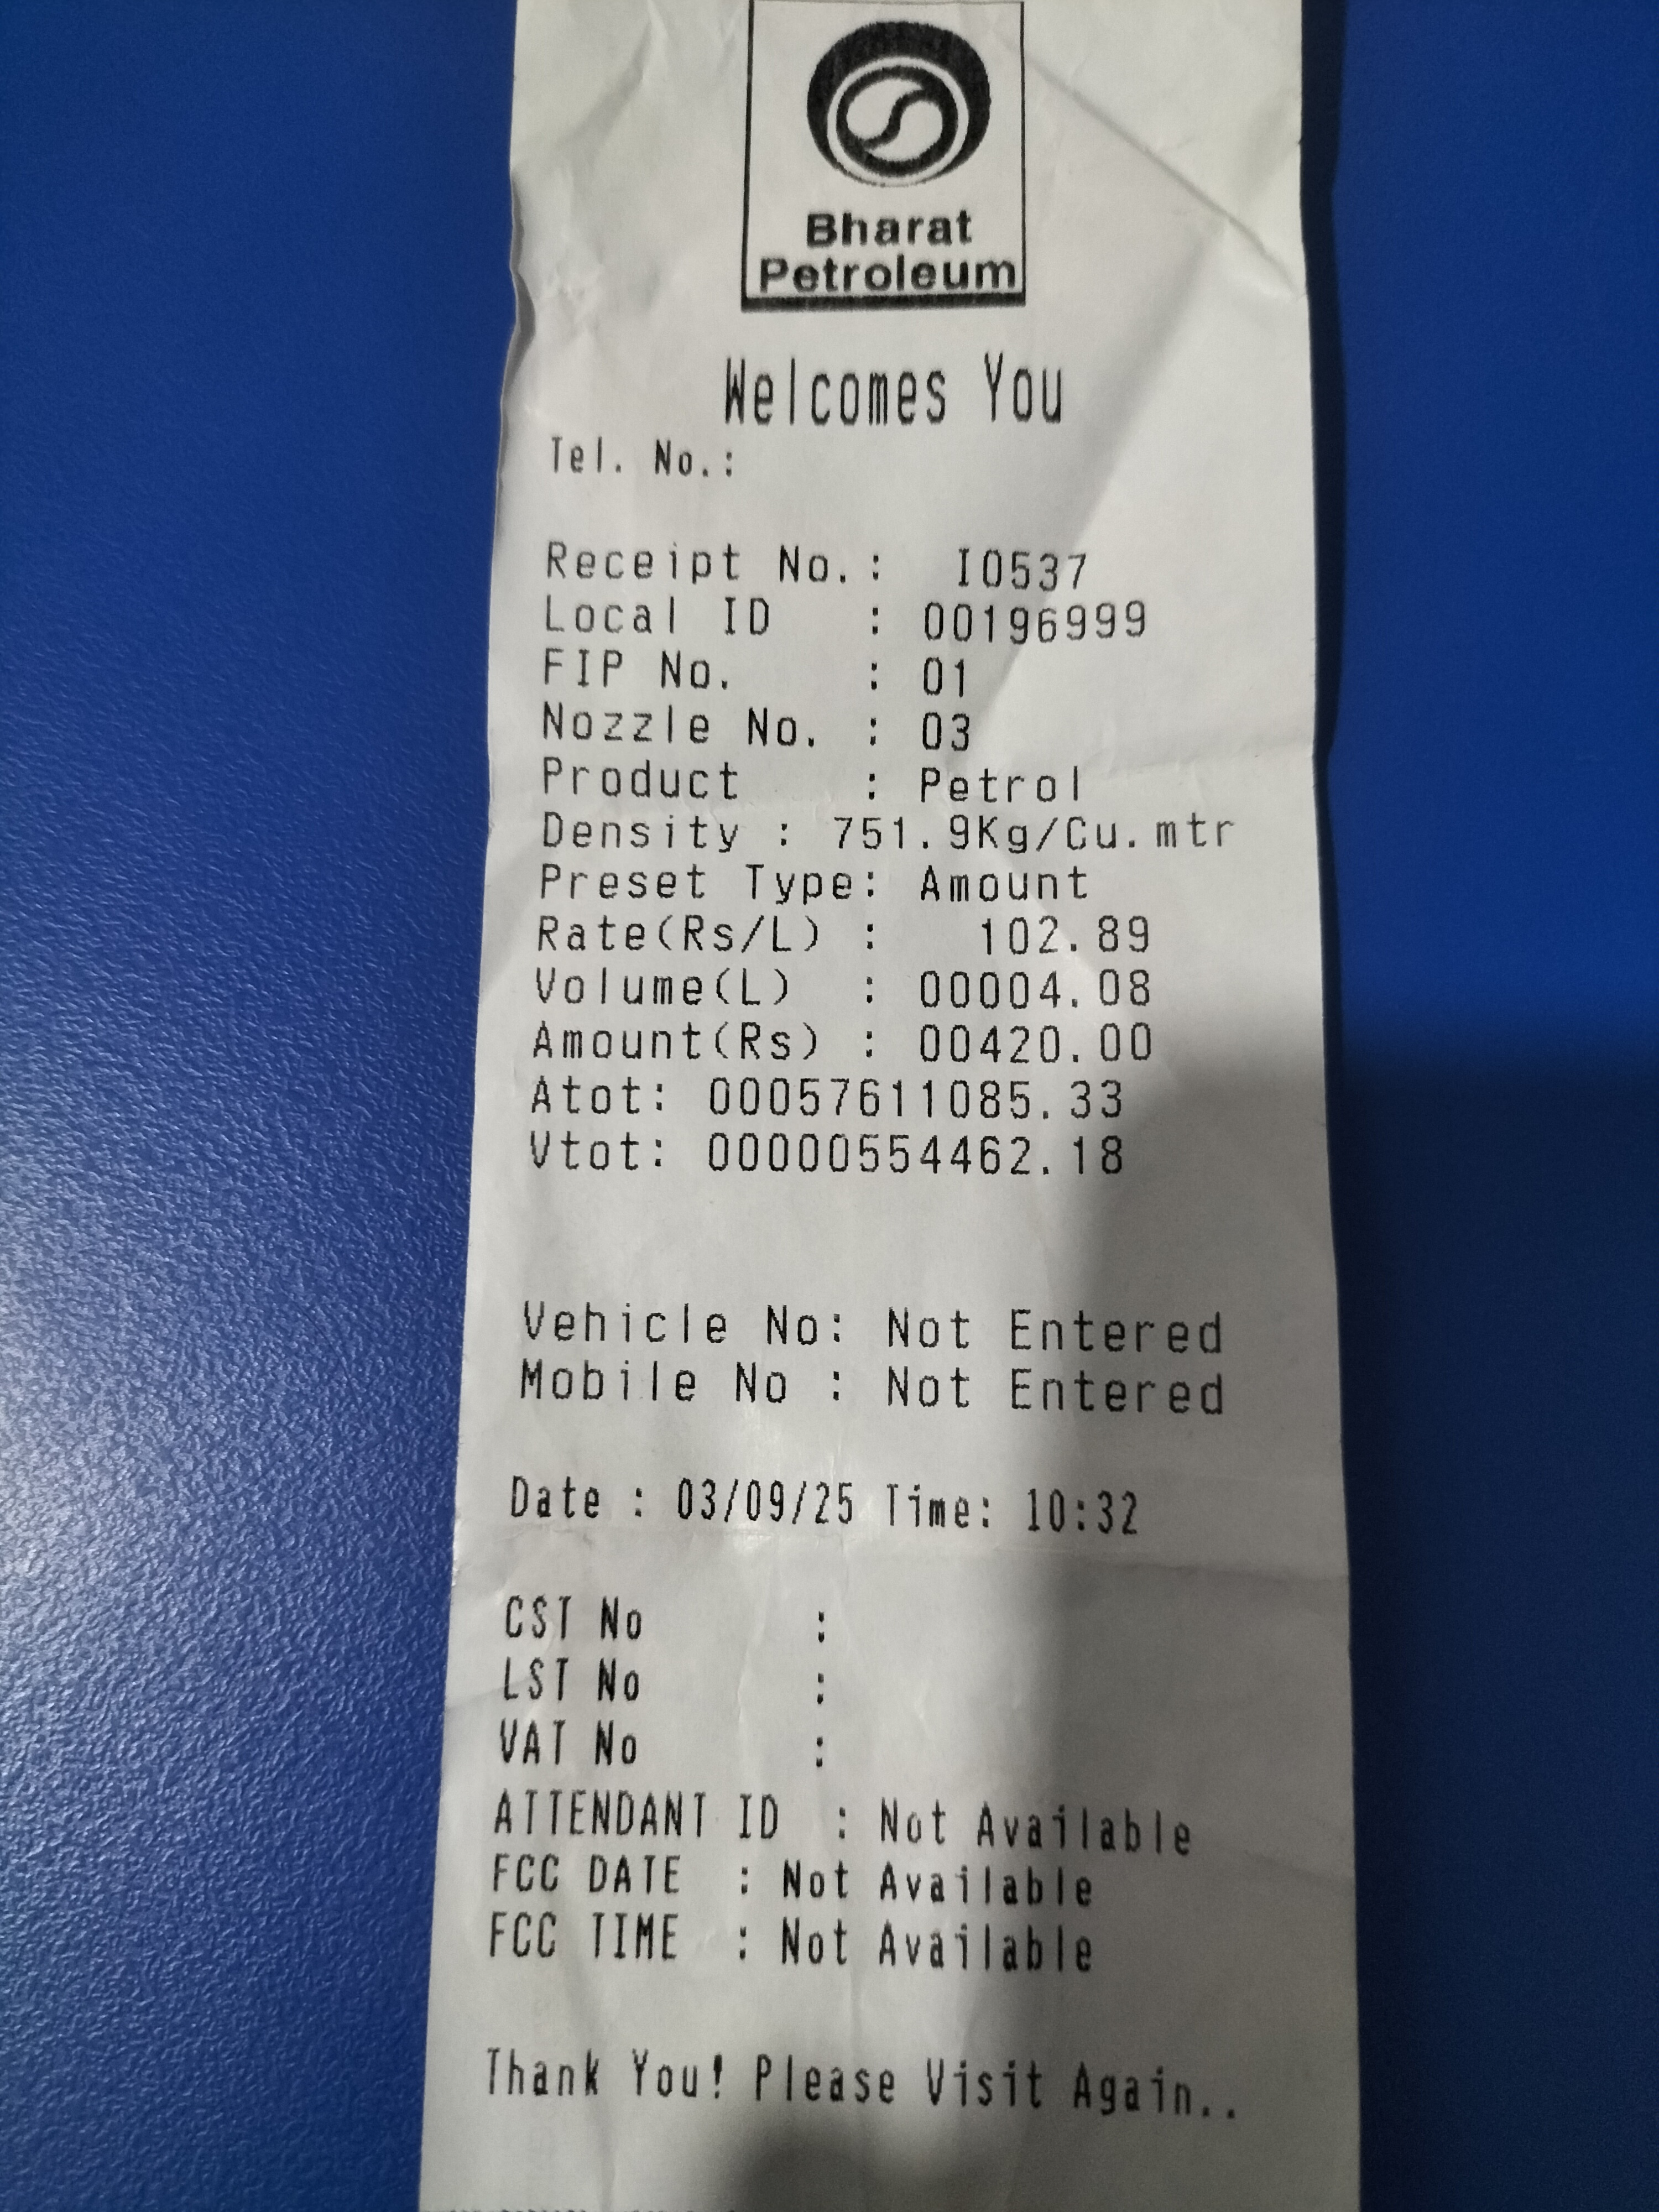 Bharat
Petroleum
Welcomes You
Tel. No.:
Receipt No.: I0537
Local ID : 00196999
FIP No. : 01
Nozzle No. : 03
Product : Petrol
Density : 751.9Kg/Cu.mtr
Preset Type: Amount
Rate(Rs/L) : 102.89
Volume(L) : 00004.08
Amount(Rs) : 00420.00
Atot: 00057611085.33
Vtot: 00000554462.18
Vehicle No: Not Entered
Mobile No : Not Entered
Date : 03/09/25 Time: 10:32
CST No :
LST No :
VAT No :
ATTENDANT ID : Not Available
FCC DATE : Not Available
FCC TIME : Not Available
Thank You! Please Visit Again..